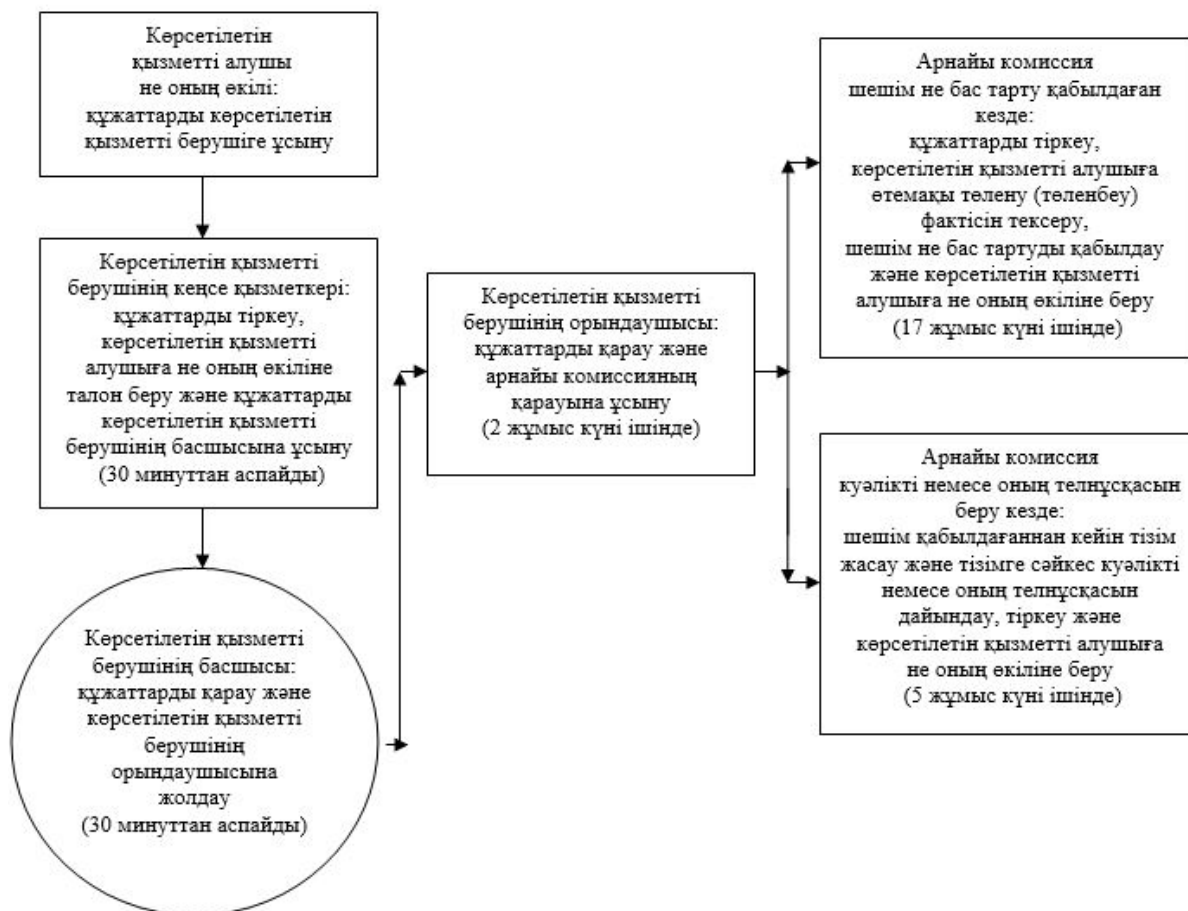 Көрсетілетін
қызметті алушы
не оның өкілі:
құжаттарды көрсетілетін
қызметті берушіге ұсыну
Көрсетілетін қызметті
берушінің кеңсе қызметкері:
құжаттарды тіркеу,
көрсетілетін қызметті
алушыға не оның өкіліне
талон беру және құжаттарды
көрсетілетін қызметті
берушінің басшысына ұсыну
(30 минуттан аспайды)
Көрсетілетін қызметті
берушінің басшысы:
құжаттарды қарау және
көрсетілетін қызметті
берушінің
орындаушысына
жолдау
(30 минуттан аспайды)
Көрсетілетін қызметті
берушінің орындаушысы:
құжаттарды қарау және
арнайы комиссияның
қарауына ұсыну
(2 жұмыс күні ішінде)
Арнайы комиссия
шешім не бас тарту қабылдаған
кезде:
құжаттарды тіркеу,
көрсетілетін қызметті алушыға
өтемақы төлену (төленбеу)
фактісін тексеру,
шешім не бас тартуды қабылдау
және көрсетілетін қызметті
алушыға не оның өкіліне беру
(17 жұмыс күні ішінде)
Арнайы комиссия
куәлікті немесе оның телнұсқасын
беру кезде:
шешім қабылдағаннан кейін тізім
жасау және тізімге сәйкес куәлікті
немесе оның телнұсқасын
дайындау, тіркеу және
көрсетілетін қызметті алушыға
не оның өкіліне беру
(5 жұмыс күні ішінде)